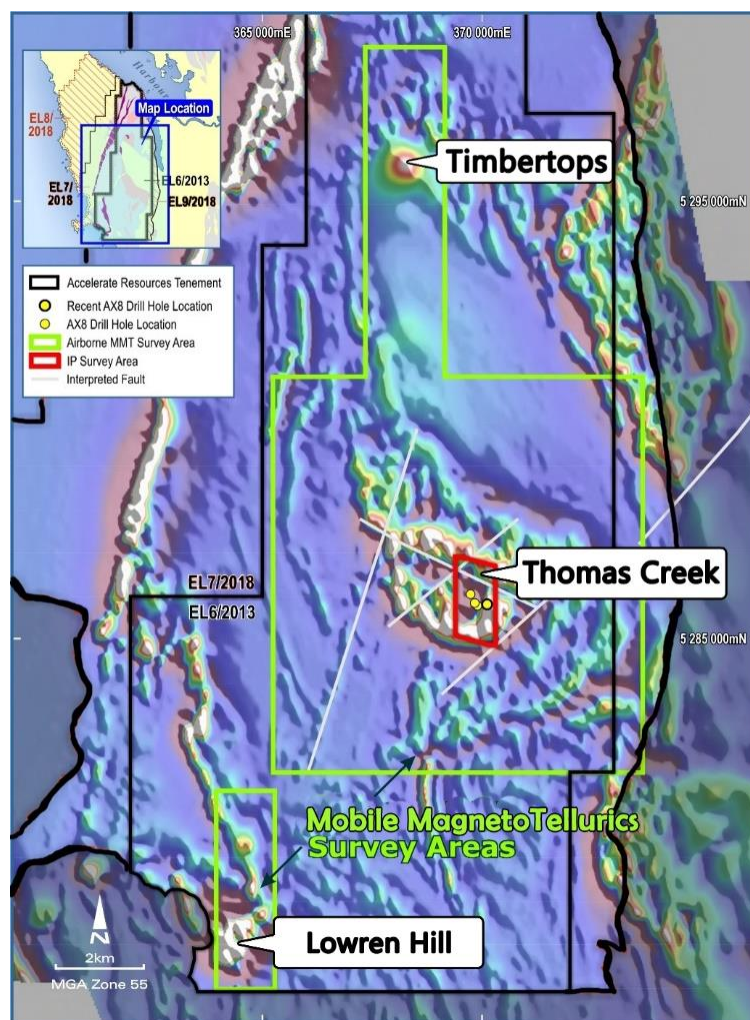 365 000mE
370 000mE
Harbour
Map Location
EL8/
2018
EL7/
2018
EL6/2013
EL9/2018
Timbertops
5 295 000mN
Accelerate Resources Tenement
Recent AX8 Drill Hole Location
AX8 Drill Hole Location
Airborne MMT Survey Area
IP Survey Area
Interpreted Fault
EL7/2018
EL6/2013
Thomas Creek
5 285 000mN
Mobile MagnetoTellurics
Survey Areas
Lowren Hill
N
2km
MGA Zone 55